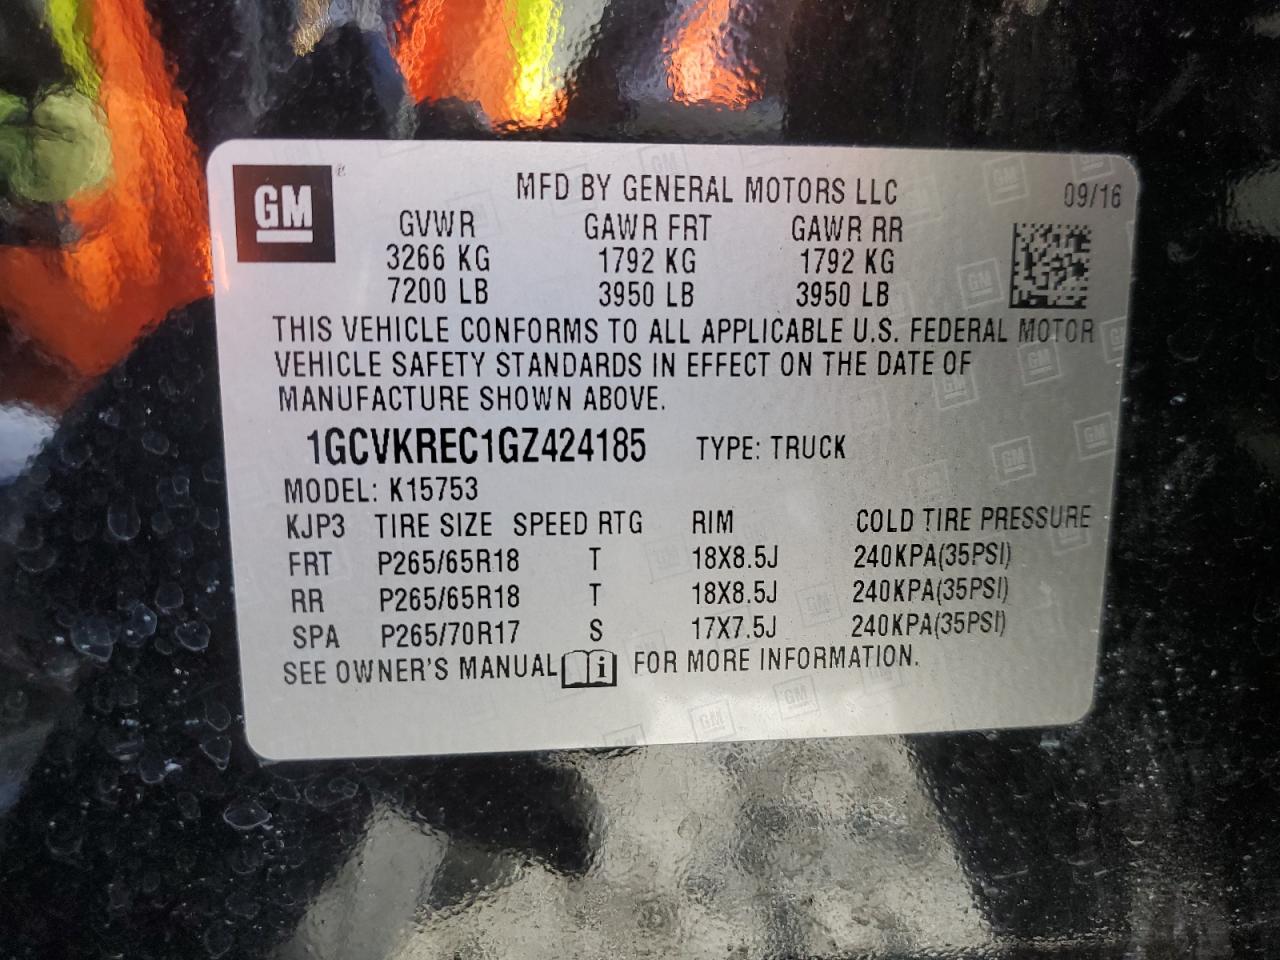 GM
MFD BY GENERAL MOTORS LLC 09/16
GVWR GAWR FRT GAWR RR
3266 KG 1792 KG 1792 KG
7200 LB 3950 LB 3950 LB
THIS VEHICLE CONFORMS TO ALL APPLICABLE U.S. FEDERAL MOTOR
VEHICLE SAFETY STANDARDS IN EFFECT ON THE DATE OF
MANUFACTURE SHOWN ABOVE.
1GCVKREC1GZ424185 TYPE: TRUCK
MODEL: K15753
KJP3 TIRE SIZE SPEED RTG RIM COLD TIRE PRESSURE
FRT P265/65R18 T 18X8.5J 240KPA(35PSI)
RR P265/65R18 T 18X8.5J 240KPA(35PSI)
SPA P265/70R17 S 17X7.5J 240KPA(35PSI)
SEE OWNER'S MANUAL i FOR MORE INFORMATION.